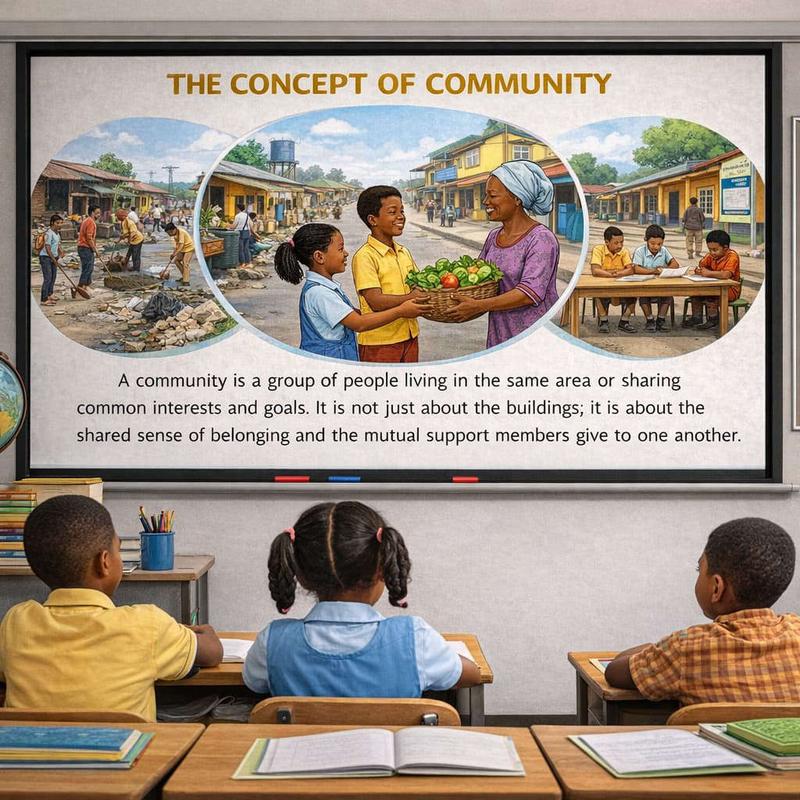 THE CONCEPT OF COMMUNITY
A community is a group of people living in the same area or sharing
common interests and goals. It is not just about the buildings; it is about the
shared sense of belonging and the mutual support members give to one another.